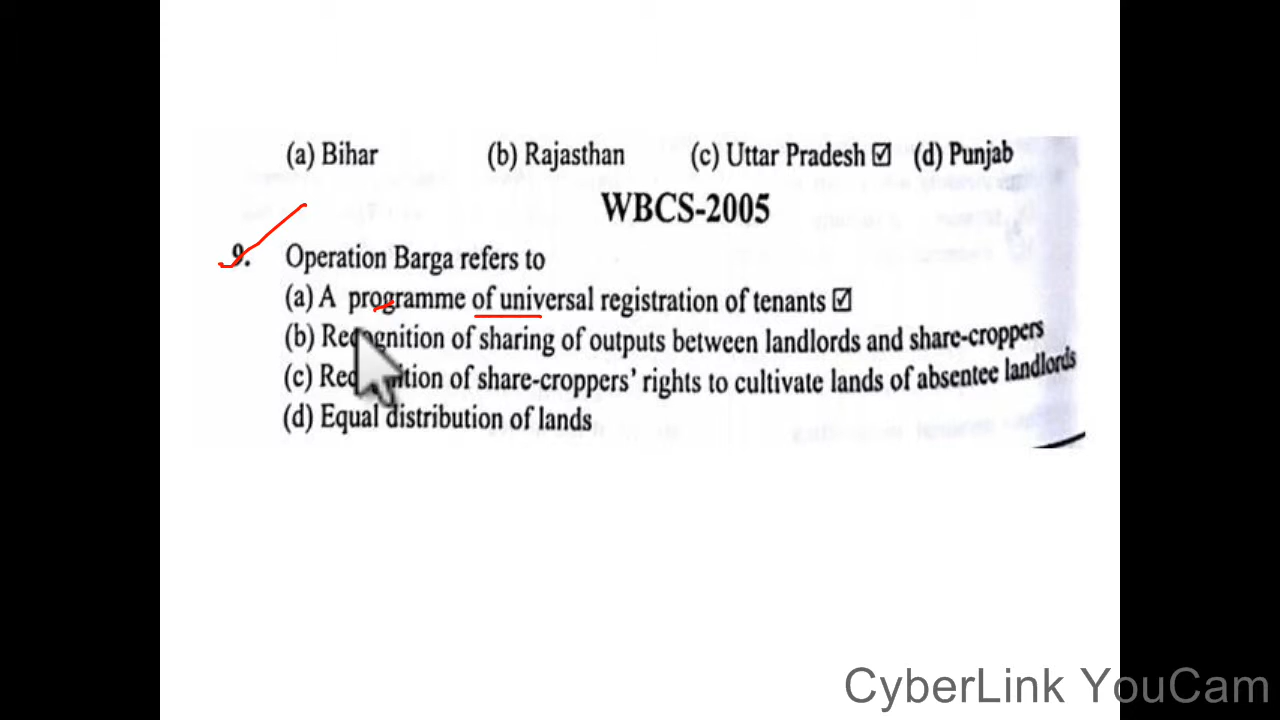 (a) Bihar (b) Rajasthan (c) Uttar Pradesh ☑ (d) Punjab
WBCS-2005
9. Operation Barga refers to
(a) A programme of universal registration of tenants ☑
(b) Recognition of sharing of outputs between landlords and share-croppers
(c) Recognition of share-croppers' rights to cultivate lands of absentee landlords
(d) Equal distribution of lands
CyberLink YouCam